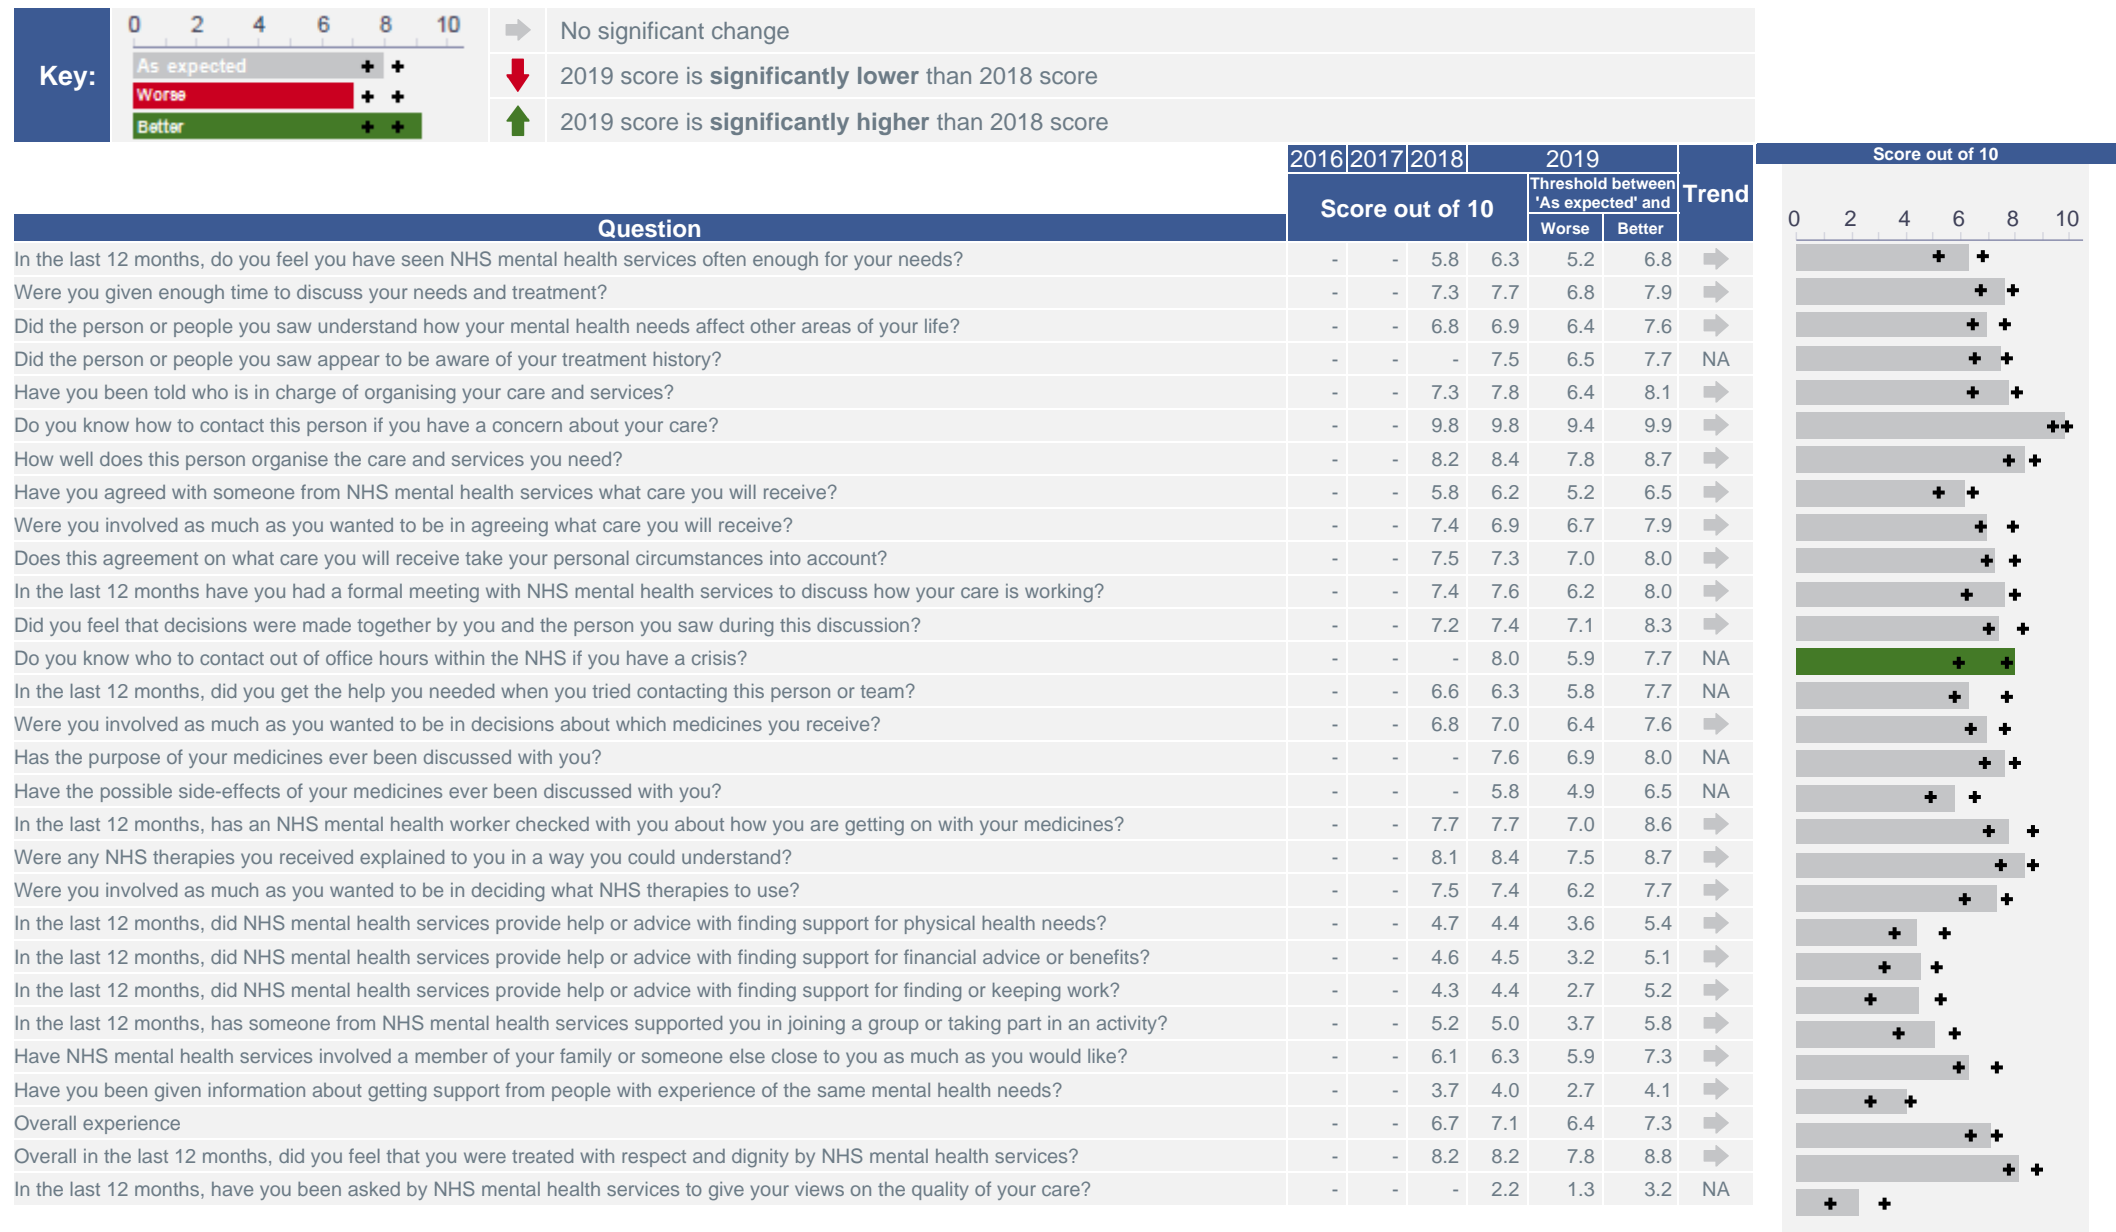 Key:
0 2 4 6 8 10
As expected
Worse
Better
No significant change
2019 score is significantly lower than 2018 score
2019 score is significantly higher than 2018 score
2016 2017 2018 2019 Trend
Score out of 10
Threshold between 'As expected' and
Question Worse Better
Score out of 10
0 2 4 6 8 10
In the last 12 months, do you feel you have seen NHS mental health services often enough for your needs? - - 5.8 6.3 5.2 6.8
Were you given enough time to discuss your needs and treatment? - - 7.3 7.7 6.8 7.9
Did the person or people you saw understand how your mental health needs affect other areas of your life? - - 6.8 6.9 6.4 7.6
Did the person or people you saw appear to be aware of your treatment history? - - - 7.5 6.5 7.7 NA
Have you been told who is in charge of organising your care and services? - - 7.3 7.8 6.4 8.1
Do you know how to contact this person if you have a concern about your care? - - 9.8 9.8 9.4 9.9
How well does this person organise the care and services you need? - - 8.2 8.4 7.8 8.7
Have you agreed with someone from NHS mental health services what care you will receive? - - 5.8 6.2 5.2 6.5
Were you involved as much as you wanted to be in agreeing what care you will receive? - - 7.4 6.9 6.7 7.9
Does this agreement on what care you will receive take your personal circumstances into account? - - 7.5 7.3 7.0 8.0
In the last 12 months have you had a formal meeting with NHS mental health services to discuss how your care is working? - - 7.4 7.6 6.2 8.0
Did you feel that decisions were made together by you and the person you saw during this discussion? - - 7.2 7.4 7.1 8.3
Do you know who to contact out of office hours within the NHS if you have a crisis? - - - 8.0 5.9 7.7 NA
In the last 12 months, did you get the help you needed when you tried contacting this person or team? - - 6.6 6.3 5.8 7.7 NA
Were you involved as much as you wanted to be in decisions about which medicines you receive? - - 6.8 7.0 6.4 7.6
Has the purpose of your medicines ever been discussed with you? - - - 7.6 6.9 8.0 NA
Have the possible side-effects of your medicines ever been discussed with you? - - - 5.8 4.9 6.5 NA
In the last 12 months, has an NHS mental health worker checked with you about how you are getting on with your medicines? - - 7.7 7.7 7.0 8.6
Were any NHS therapies you received explained to you in a way you could understand? - - 8.1 8.4 7.5 8.7
Were you involved as much as you wanted to be in deciding what NHS therapies to use? - - 7.5 7.4 6.2 7.7
In the last 12 months, did NHS mental health services provide help or advice with finding support for physical health needs? - - 4.7 4.4 3.6 5.4
In the last 12 months, did NHS mental health services provide help or advice with finding support for financial advice or benefits? - - 4.6 4.5 3.2 5.1
In the last 12 months, did NHS mental health services provide help or advice with finding support for finding or keeping work? - - 4.3 4.4 2.7 5.2
In the last 12 months, has someone from NHS mental health services supported you in joining a group or taking part in an activity? - - 5.2 5.0 3.7 5.8
Have NHS mental health services involved a member of your family or someone else close to you as much as you would like? - - 6.1 6.3 5.9 7.3
Have you been given information about getting support from people with experience of the same mental health needs? - - 3.7 4.0 2.7 4.1
Overall experience - - 6.7 7.1 6.4 7.3
Overall in the last 12 months, did you feel that you were treated with respect and dignity by NHS mental health services? - - 8.2 8.2 7.8 8.8
In the last 12 months, have you been asked by NHS mental health services to give your views on the quality of your care? - - - 2.2 1.3 3.2 NA